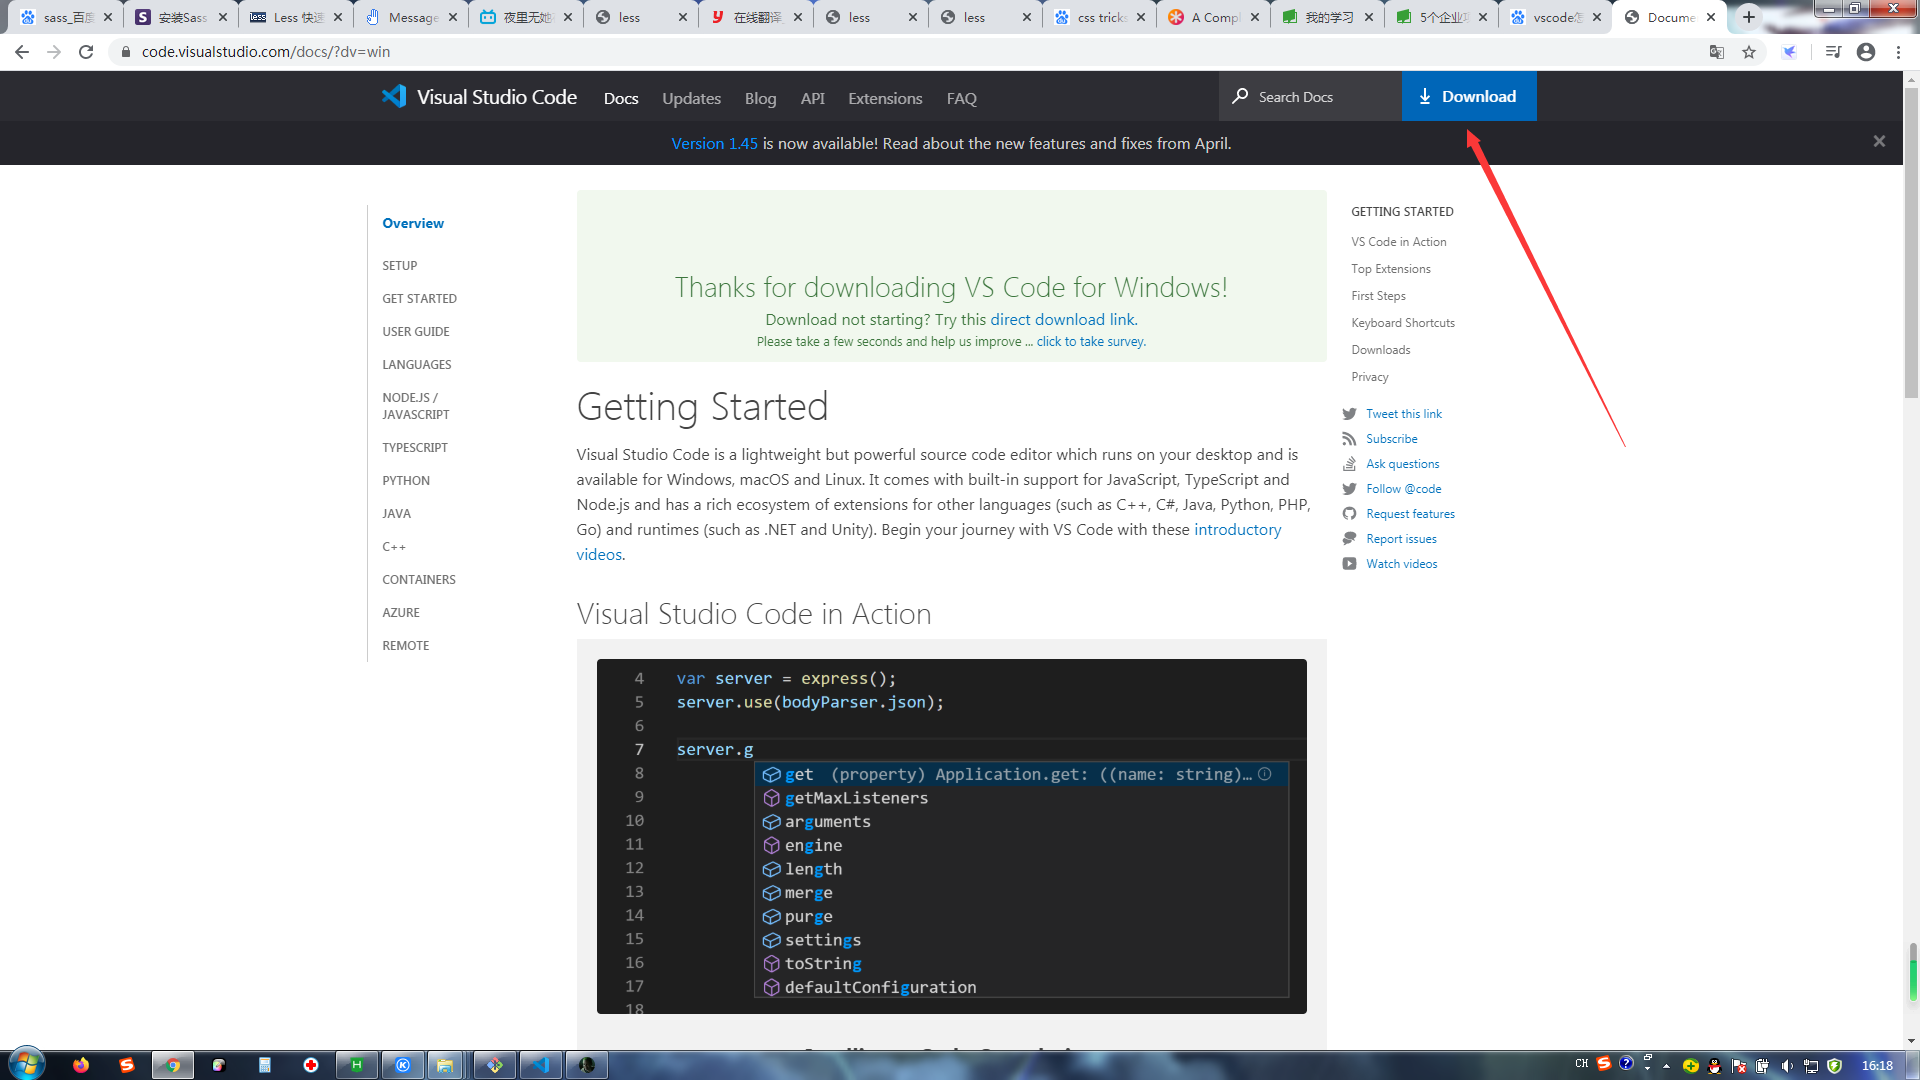 sass_百度
安装Sass
Less 快速
Message
夜里无她
less
在线翻译_
less
less
css tricks
A Compl
我的学习
5个企业
vscode怎
Docume
code.visualstudio.com/docs/?dv=win
Visual Studio Code
Docs
Updates
Blog
API
Extensions
FAQ
Search Docs
Download
Version 1.45 is now available! Read about the new features and fixes from April.
Overview
SETUP
GET STARTED
USER GUIDE
LANGUAGES
NODE.JS /
JAVASCRIPT
TYPESCRIPT
PYTHON
JAVA
C++
CONTAINERS
AZURE
REMOTE
Thanks for downloading VS Code for Windows!
Download not starting? Try this direct download link.
Please take a few seconds and help us improve ... click to take survey.
Getting Started
Visual Studio Code is a lightweight but powerful source code editor which runs on your desktop and is
available for Windows, macOS and Linux. It comes with built-in support for JavaScript, TypeScript and
Node.js and has a rich ecosystem of extensions for other languages (such as C++, C#, Java, Python, PHP,
Go) and runtimes (such as .NET and Unity). Begin your journey with VS Code with these introductory
videos.
Visual Studio Code in Action
4 var server = express();
5 server.use(bodyParser.json);
6
7 server.g
8 get (property) Application.get: ((name: string)…
9 getMaxListeners
10 arguments
11 engine
12 length
13 merge
14 purge
15 settings
16 toString
17 defaultConfiguration
18
GETTING STARTED
VS Code in Action
Top Extensions
First Steps
Keyboard Shortcuts
Downloads
Privacy
Tweet this link
Subscribe
Ask questions
Follow @code
Request features
Report issues
Watch videos
CH
16:18